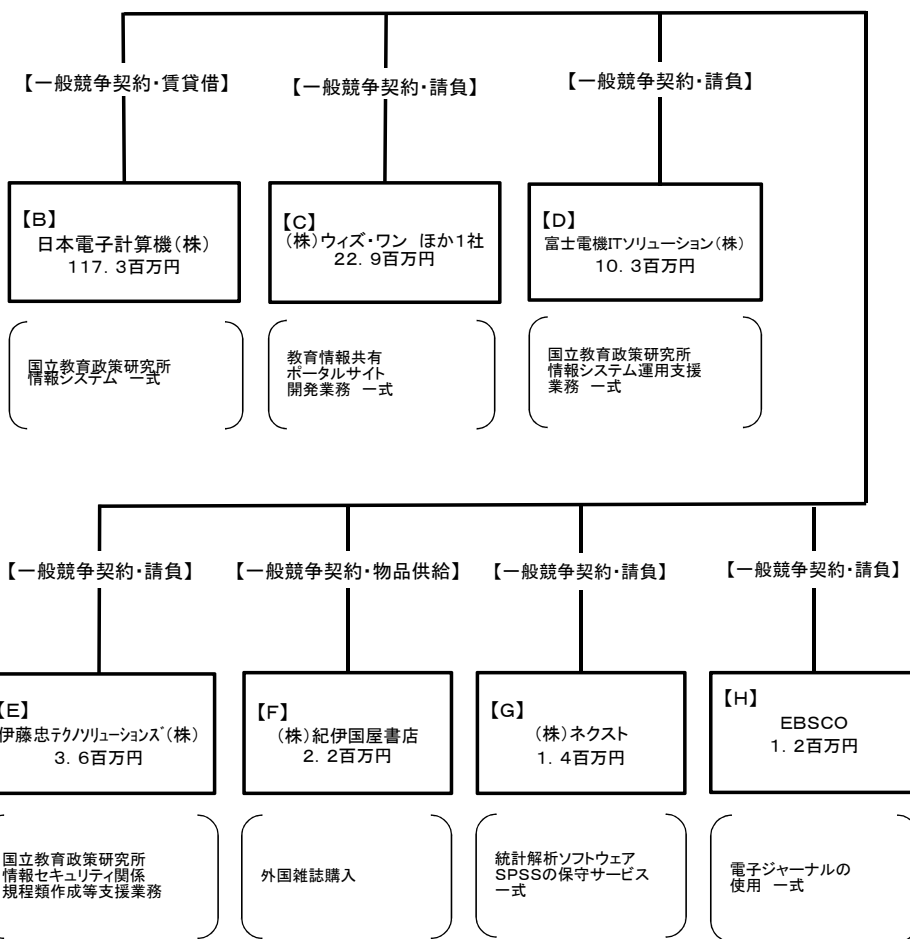 【一般競争契約・賃貸借】
【一般競争契約・請負】
【一般競争契約・請負】
【B】
日本電子計算機(株)
117.3百万円
【C】
(株)ウィズ・ワン ほか1社
22.9百万円
【D】
富士電機ITソリューション(株)
10.3百万円
国立教育政策研究所
情報システム 一式
教育情報共有
ポータルサイト
開発業務 一式
国立教育政策研究所
情報システム運用支援
業務 一式
【一般競争契約・請負】
【一般競争契約・物品供給】
【一般競争契約・請負】
【一般競争契約・請負】
【E】
伊藤忠テクノソリューションズ(株)
3.6百万円
【F】
(株)紀伊国屋書店
2.2百万円
【G】
(株)ネクスト
1.4百万円
【H】
EBSCO
1.2百万円
国立教育政策研究所
情報セキュリティ関係
規程類作成等支援業務
外国雑誌購入
統計解析ソフトウェア
SPSSの保守サービス
一式
電子ジャーナルの
使用 一式